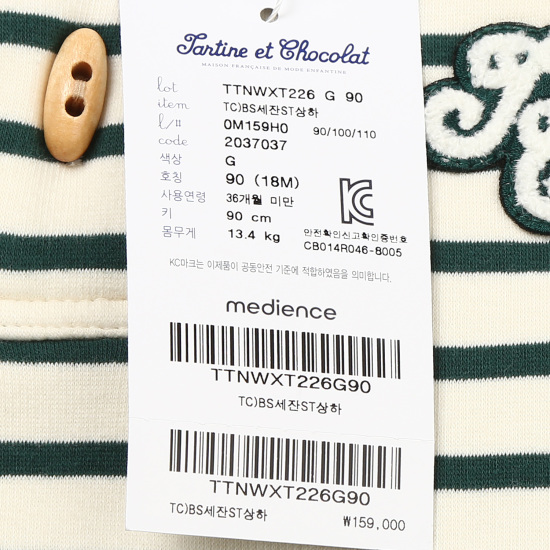 Tartine et Chocolat
MAISON FRANÇAISE DE MODE ENFANTINE
lot TTNWXT226 G 90
item TC)BS세잔ST상하
l/# 0M159H0 90/100/110
code 2037037
색상 G
호칭 90 (18M)
사용연령 36개월 미만
키 90 cm
몸무게 13.4 kg
안전확인신고확인증번호
CB014R046-8005
KC마크는 이제품이 공동안전 기준에 적합하였음을 의미합니다.
medience
TTNWXT226G90
TC)BS세잔ST상하
TTNWXT226G90
TC)BS세잔ST상하 ₩159,000